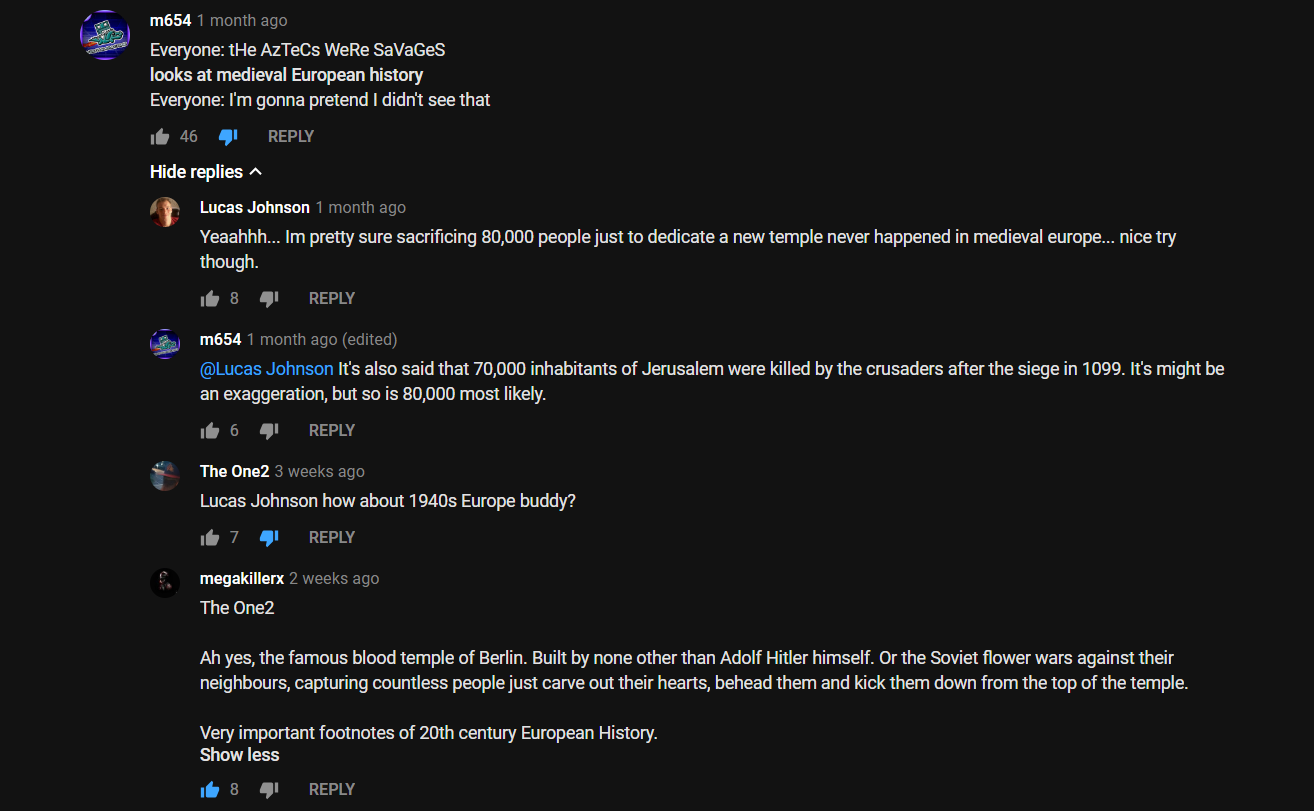 m654 1 month ago
Everyone: tHe AzTeCs WeRe SaVaGeS
looks at medieval European history
Everyone: I'm gonna pretend I didn't see that
46 REPLY
Hide replies
Lucas Johnson 1 month ago
Yeaahhh... Im pretty sure sacrificing 80,000 people just to dedicate a new temple never happened in medieval europe... nice try
though.
8 REPLY
m654 1 month ago (edited)
@Lucas Johnson It's also said that 70,000 inhabitants of Jerusalem were killed by the crusaders after the siege in 1099. It's might be
an exaggeration, but so is 80,000 most likely.
6 REPLY
The One2 3 weeks ago
Lucas Johnson how about 1940s Europe buddy?
7 REPLY
megakillerx 2 weeks ago
The One2
Ah yes, the famous blood temple of Berlin. Built by none other than Adolf Hitler himself. Or the Soviet flower wars against their
neighbours, capturing countless people just carve out their hearts, behead them and kick them down from the top of the temple.
Very important footnotes of 20th century European History.
Show less
8 REPLY